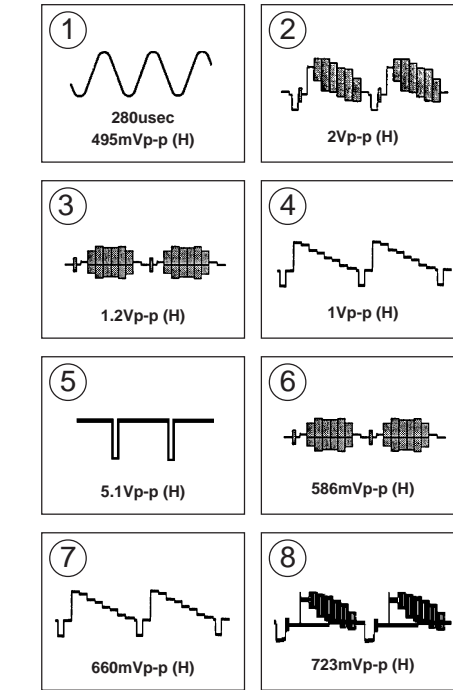 1
280usec
495mVp-p (H)
2
2Vp-p (H)
3
1.2Vp-p (H)
4
1Vp-p (H)
5
5.1Vp-p (H)
6
586mVp-p (H)
7
660mVp-p (H)
8
723mVp-p (H)